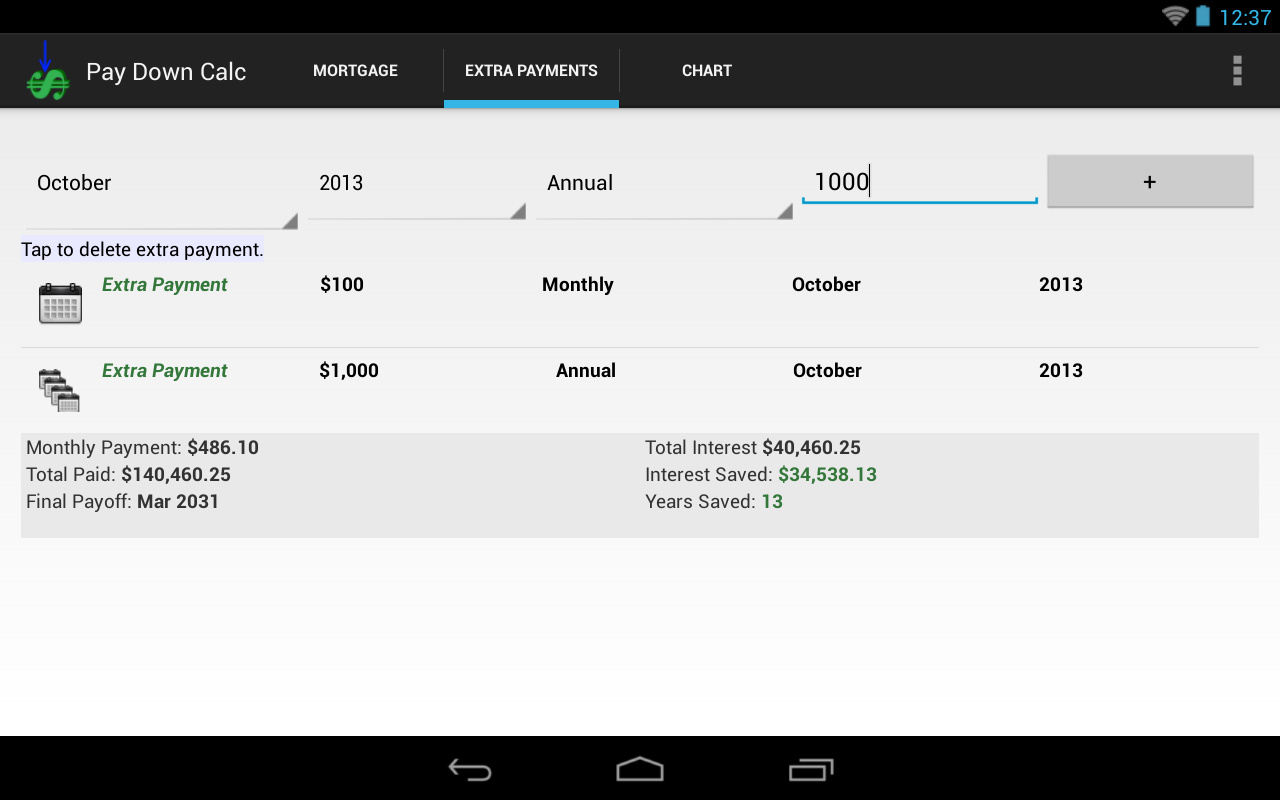 12:37
Pay Down Calc MORTGAGE EXTRA PAYMENTS CHART
October 2013 Annual 1000 +
Tap to delete extra payment.
Extra Payment $100 Monthly October 2013
Extra Payment $1,000 Annual October 2013
Monthly Payment: $486.10 Total Interest $40,460.25
Total Paid: $140,460.25 Interest Saved: $34,538.13
Final Payoff: Mar 2031 Years Saved: 13